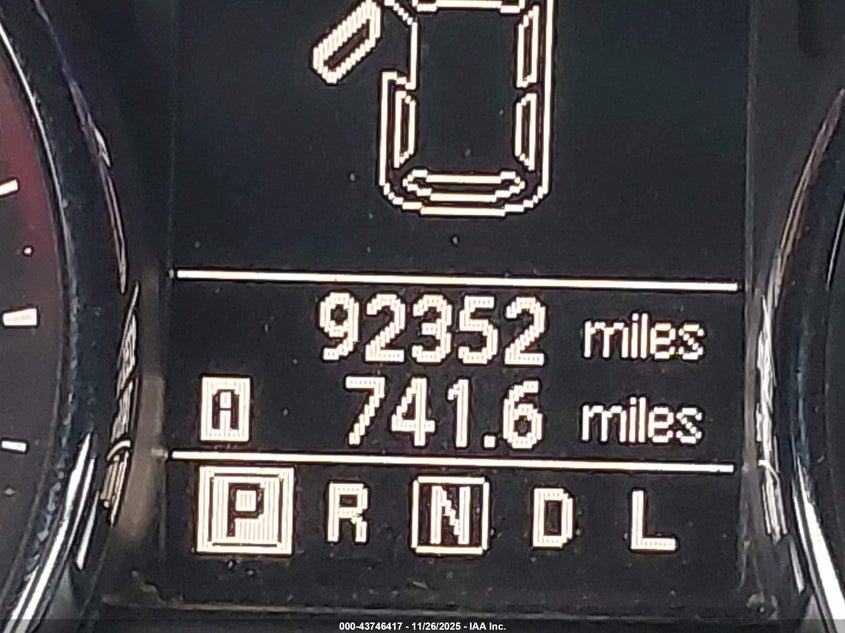 92352 miles
A 741.6 miles
P R N D L
000-43746417 - 11/26/2025 - IAA Inc.